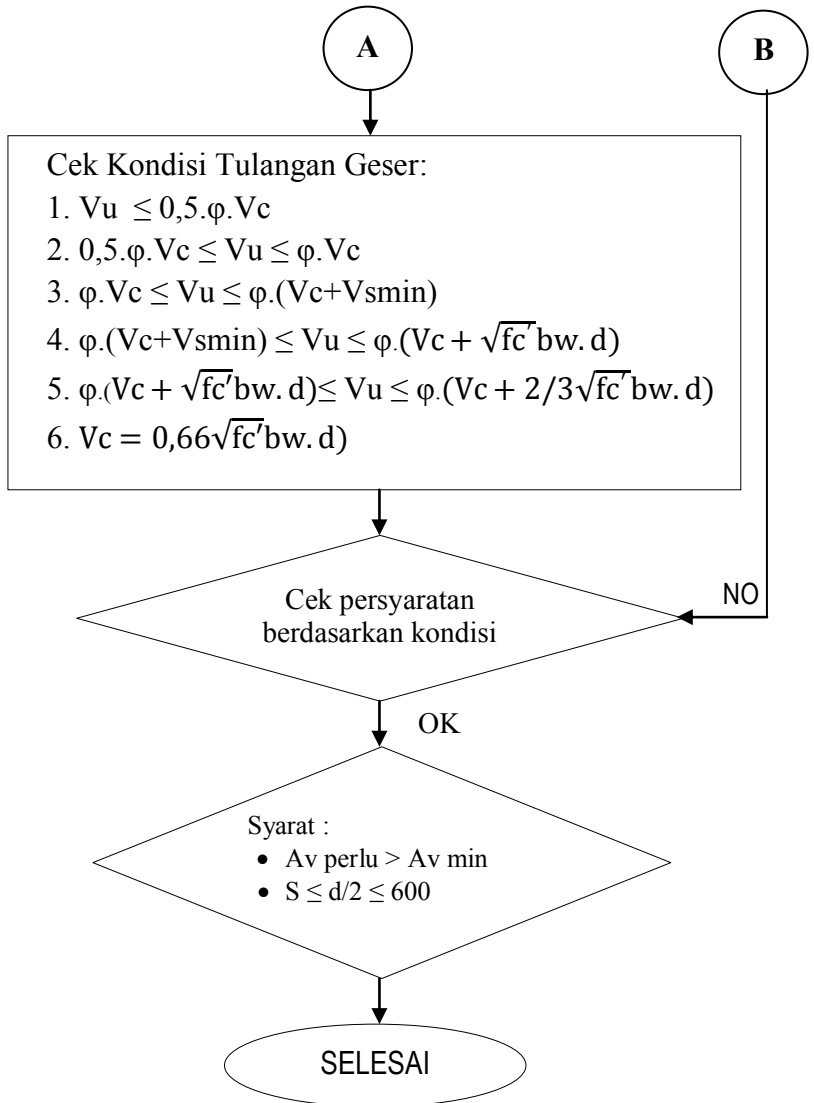 A
B
Cek Kondisi Tulangan Geser:
1. Vu ≤ 0,5.φ.Vc
2. 0,5.φ.Vc ≤ Vu ≤ φ.Vc
3. φ.Vc ≤ Vu ≤ φ.(Vc+Vsmin)
4. φ.(Vc+Vsmin) ≤ Vu ≤ φ.(Vc + √fc′bw. d)
5. φ.(Vc + √fc′bw. d)≤ Vu ≤ φ.(Vc + 2/3√fc′bw. d)
6. Vc = 0,66√fc′bw. d)
NO
Cek persyaratan
berdasarkan kondisi
OK
Syarat :
• Av perlu > Av min
• S ≤ d/2 ≤ 600
SELESAI